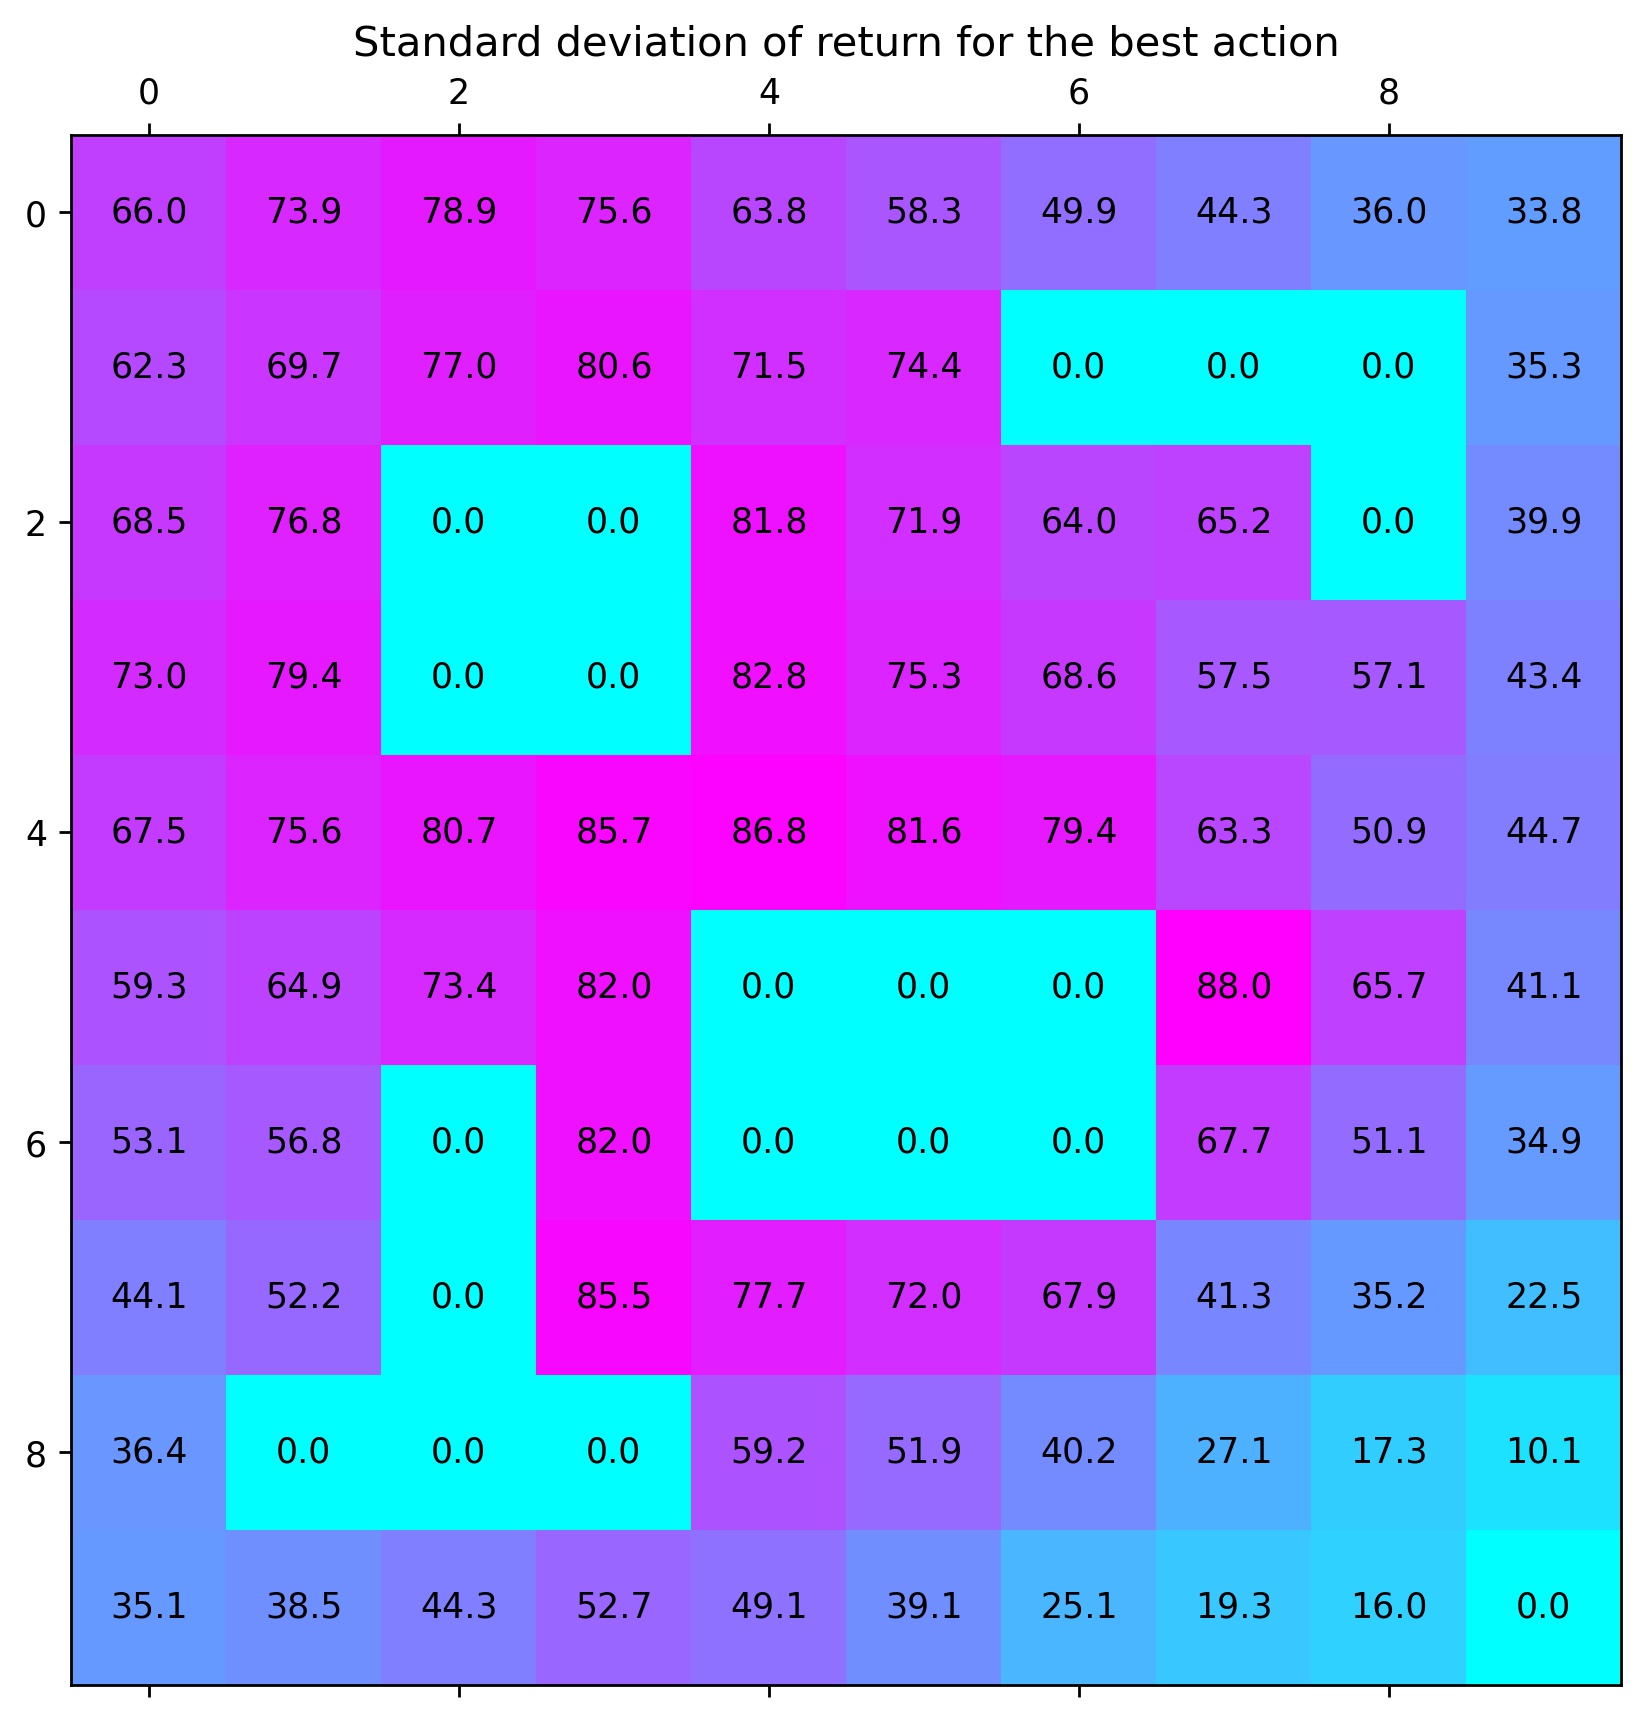 Standard deviation of return for the best action
0 2 4 6 8
0 66.0 73.9 78.9 75.6 63.8 58.3 49.9 44.3 36.0 33.8
62.3 69.7 77.0 80.6 71.5 74.4 0.0 0.0 0.0 35.3
2 68.5 76.8 0.0 0.0 81.8 71.9 64.0 65.2 0.0 39.9
73.0 79.4 0.0 0.0 82.8 75.3 68.6 57.5 57.1 43.4
4 67.5 75.6 80.7 85.7 86.8 81.6 79.4 63.3 50.9 44.7
59.3 64.9 73.4 82.0 0.0 0.0 0.0 88.0 65.7 41.1
6 53.1 56.8 0.0 82.0 0.0 0.0 0.0 67.7 51.1 34.9
44.1 52.2 0.0 85.5 77.7 72.0 67.9 41.3 35.2 22.5
8 36.4 0.0 0.0 0.0 59.2 51.9 40.2 27.1 17.3 10.1
35.1 38.5 44.3 52.7 49.1 39.1 25.1 19.3 16.0 0.0